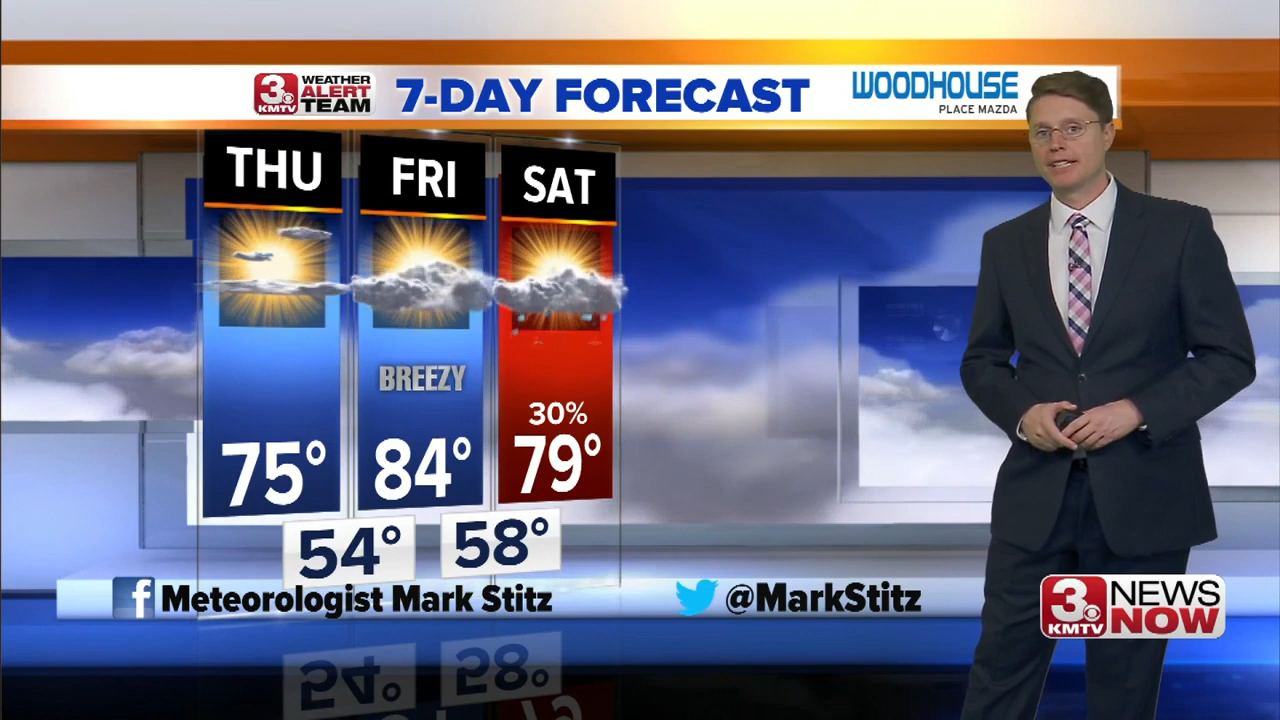 3 KMTV
WEATHER
ALERT
TEAM
7-DAY FORECAST
WOODHOUSE
PLACE MAZDA
THU
FRI
SAT
BREEZY
30%
75°
84°
79°
54°
58°
f Meteorologist Mark Stitz
@MarkStitz
3 KMTV
NEWS
NOW